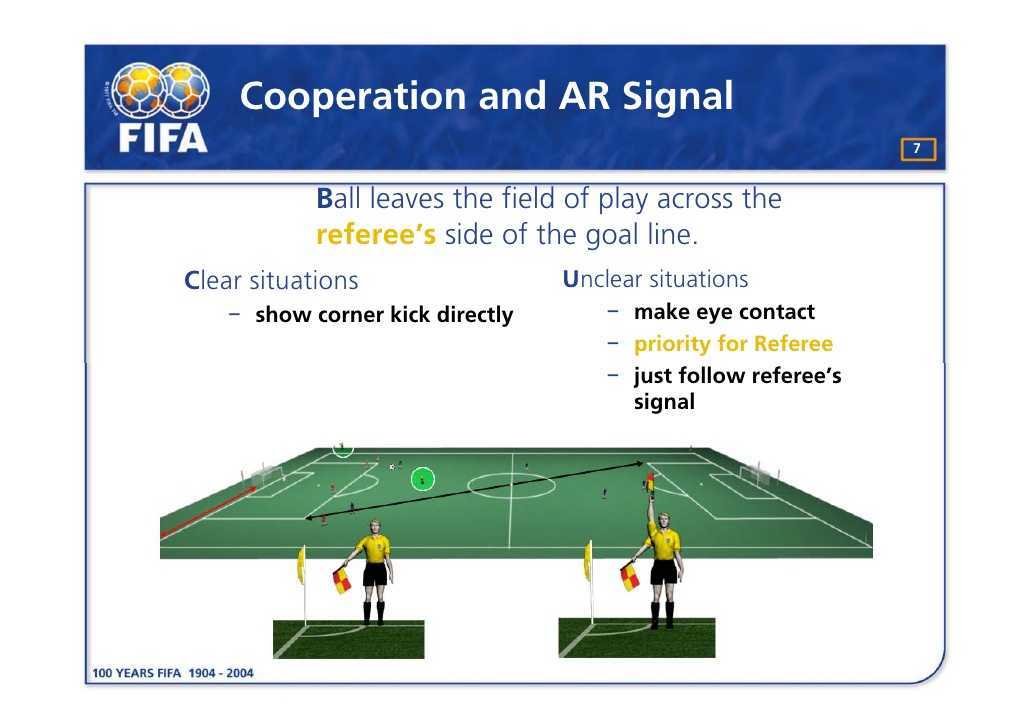 FIFA
Cooperation and AR Signal
7
Ball leaves the field of play across the
referee's side of the goal line.
Clear situations
– show corner kick directly
Unclear situations
– make eye contact
– priority for Referee
– just follow referee's
signal
100 YEARS FIFA 1904 - 2004